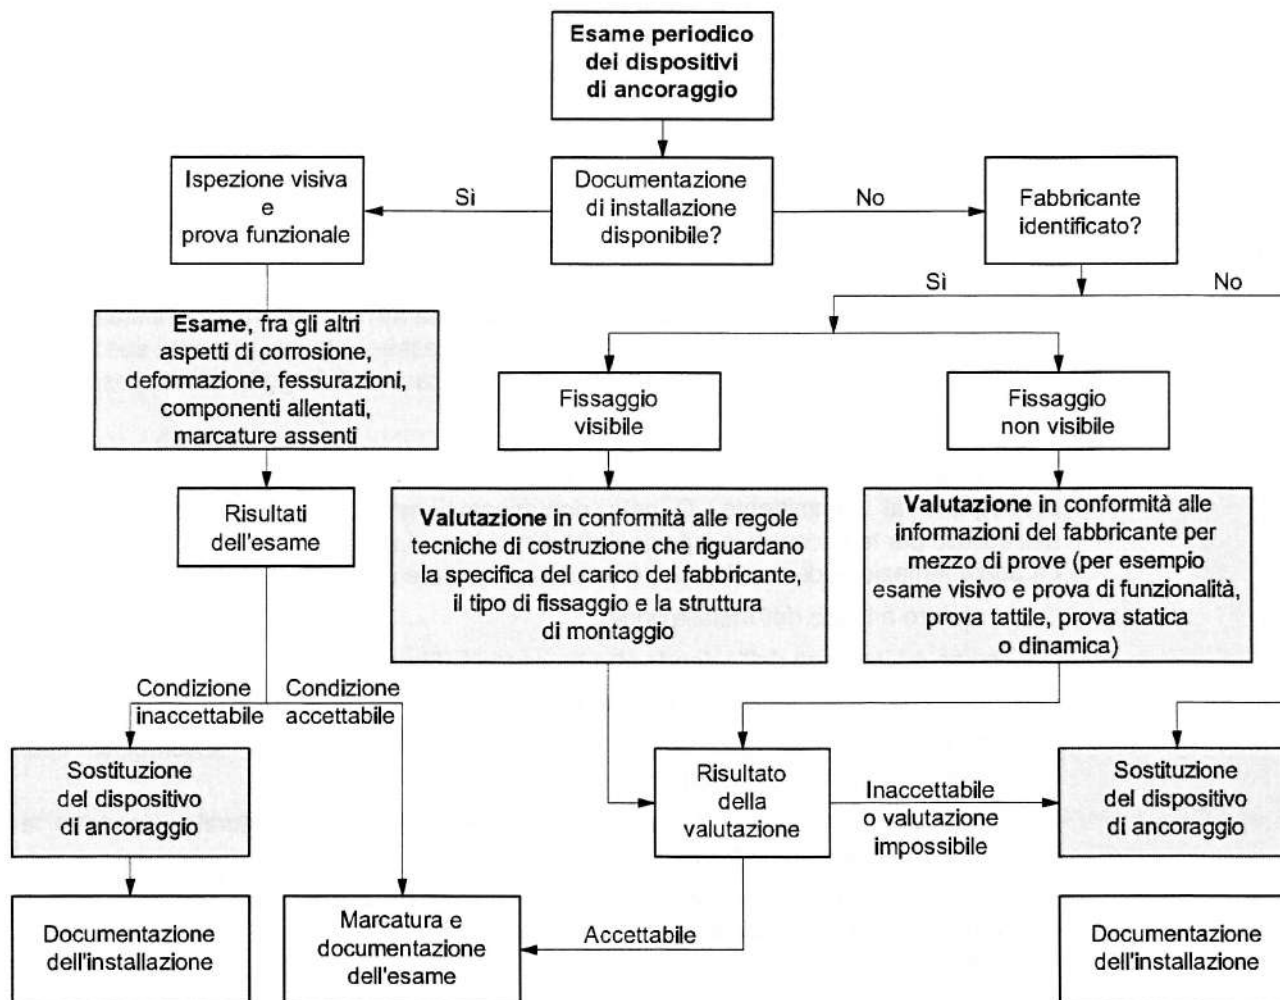 Esame periodico
dei dispositivi
di ancoraggio
Ispezione visiva
e
prova funzionale
Sì
Documentazione
di installazione
disponibile?
No
Fabbricante
identificato?
Sì
No
Esame, fra gli altri
aspetti di corrosione,
deformazione, fessurazioni,
componenti allentati,
marcature assenti
Fissaggio
visibile
Fissaggio
non visibile
Risultati
dell'esame
Valutazione in conformità alle regole
tecniche di costruzione che riguardano
la specifica del carico del fabbricante,
il tipo di fissaggio e la struttura
di montaggio
Valutazione in conformità alle
informazioni del fabbricante per
mezzo di prove (per esempio
esame visivo e prova di funzionalità,
prova tattile, prova statica
o dinamica)
Condizione
inaccettabile
Condizione
accettabile
Sostituzione
del dispositivo
di ancoraggio
Risultato
della
valutazione
Inaccettabile
o valutazione
impossibile
Sostituzione
del dispositivo
di ancoraggio
Documentazione
dell'installazione
Marcatura e
documentazione
dell'esame
Accettabile
Documentazione
dell'installazione